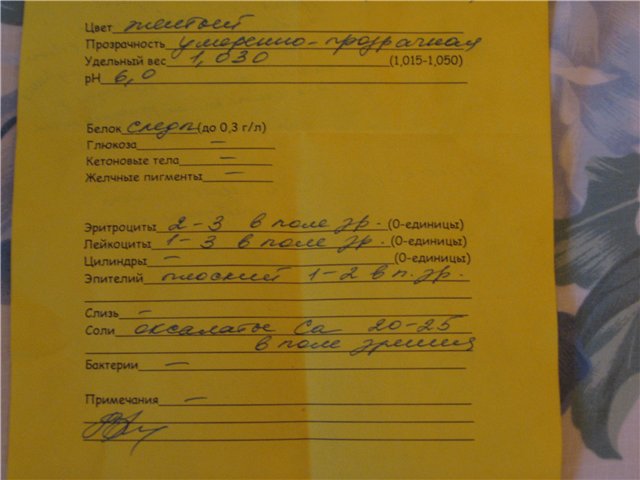 Цвет желтый
Прозрачность умеренно-прозрачная
Удельный вес 1,030 (1,015-1,050)
pH 6,0
Белок следы (до 0,3 г/л)
Глюкоза —
Кетоновые тела —
Желчные пигменты —
Эритроциты 2-3 в поле зр. (0-единицы)
Лейкоциты 1-3 в поле зр. (0-единицы)
Цилиндры — (0-единицы)
Эпителий плоский 1-2 в п. зр.
Слизь —
Соли оксалаты Ca 20-25
в поле зрения
Бактерии —
Примечания —